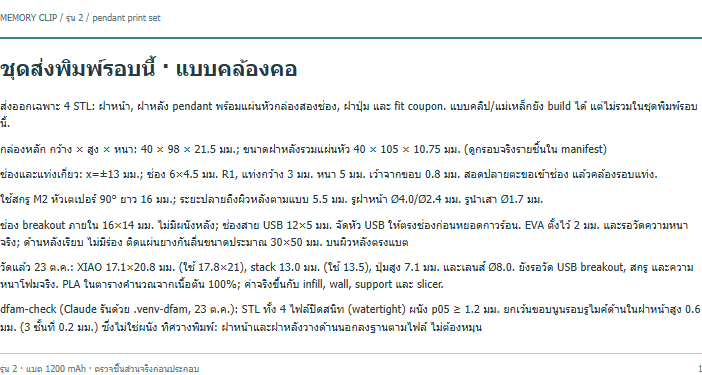 MEMORY CLIP / รุ่น 2 / pendant print set
ชุดส่งพิมพ์รอบนี้ · แบบคล้องคอ
ส่งออกเฉพาะ 4 STL: ฝาหน้า, ฝาหลัง pendant พร้อมแผ่นหัวกล่องสองช่อง, ฝาปุ่ม และ fit coupon. แบบคลิป/แม่เหล็กยัง build ได้ แต่ไม่รวมในชุดพิมพ์รอบ
นี้.
กล่องหลัก กว้าง × สูง × หนา: 40 × 98 × 21.5 มม.; ขนาดฝาหลังรวมแผ่นหัว 40 × 105 × 10.75 มม. (ดูกรอบจริงรายชิ้นใน manifest)
ช่องและแท่งเกี่ยว: x=±13 มม.; ช่อง 6×4.5 มม. R1, แท่งกว้าง 3 มม. หนา 5 มม. เว้าจากขอบ 0.8 มม. สอดปลายตะขอเข้าช่อง แล้วคล้องรอบแท่ง.
ใช้สกรู M2 หัวเตเปอร์ 90° ยาว 16 มม.; ระยะปลายถึงผิวหลังตามแบบ 5.5 มม. รูฝาหน้า Ø4.0/Ø2.4 มม. รูนำเสา Ø1.7 มม.
ช่อง breakout ภายใน 16×14 มม. ไม่มีผนังหลัง; ช่องสาย USB 12×5 มม. จัดหัว USB ให้ตรงช่องก่อนหยอดกาวร้อน. EVA ตั้งไว้ 2 มม. และรอวัดความหนา
จริง; ด้านหลังเรียบ ไม่มีร่อง ติดแผ่นยางกันลื่นขนาดประมาณ 30×50 มม. บนผิวหลังตรงแบต
วัดแล้ว 23 ต.ค.: XIAO 17.1×20.8 มม. (ใช้ 17.8×21), stack 13.0 มม. (ใช้ 13.5), ปุ่มสูง 7.1 มม. และเลนส์ Ø8.0. ยังรอวัด USB breakout, สกรู และความ
หนาโฟมจริง. PLA ในตารางคำนวณจากเนื้อตัน 100%; ค่าจริงขึ้นกับ infill, wall, support และ slicer.
dfam-check (Claude รันด้วย .venv-dfam, 23 ต.ค.): STL ทั้ง 4 ไฟล์ปิดสนิท (watertight) ผนัง p05 ≥ 1.2 มม. ยกเว้นขอบนูนรอบรูไมค์ด้านในฝาหน้าสูง 0.6
มม. (3 ชั้นที่ 0.2 มม.) ซึ่งไม่ใช่ผนัง ทิศวางพิมพ์: ฝาหน้าและฝาหลังวางด้านนอกลงฐานตามไฟล์ ไม่ต้องหมุน
รุ่น 2 · แบต 1200 mAh · ตรวจชิ้นส่วนจริงก่อนประกอบ
1